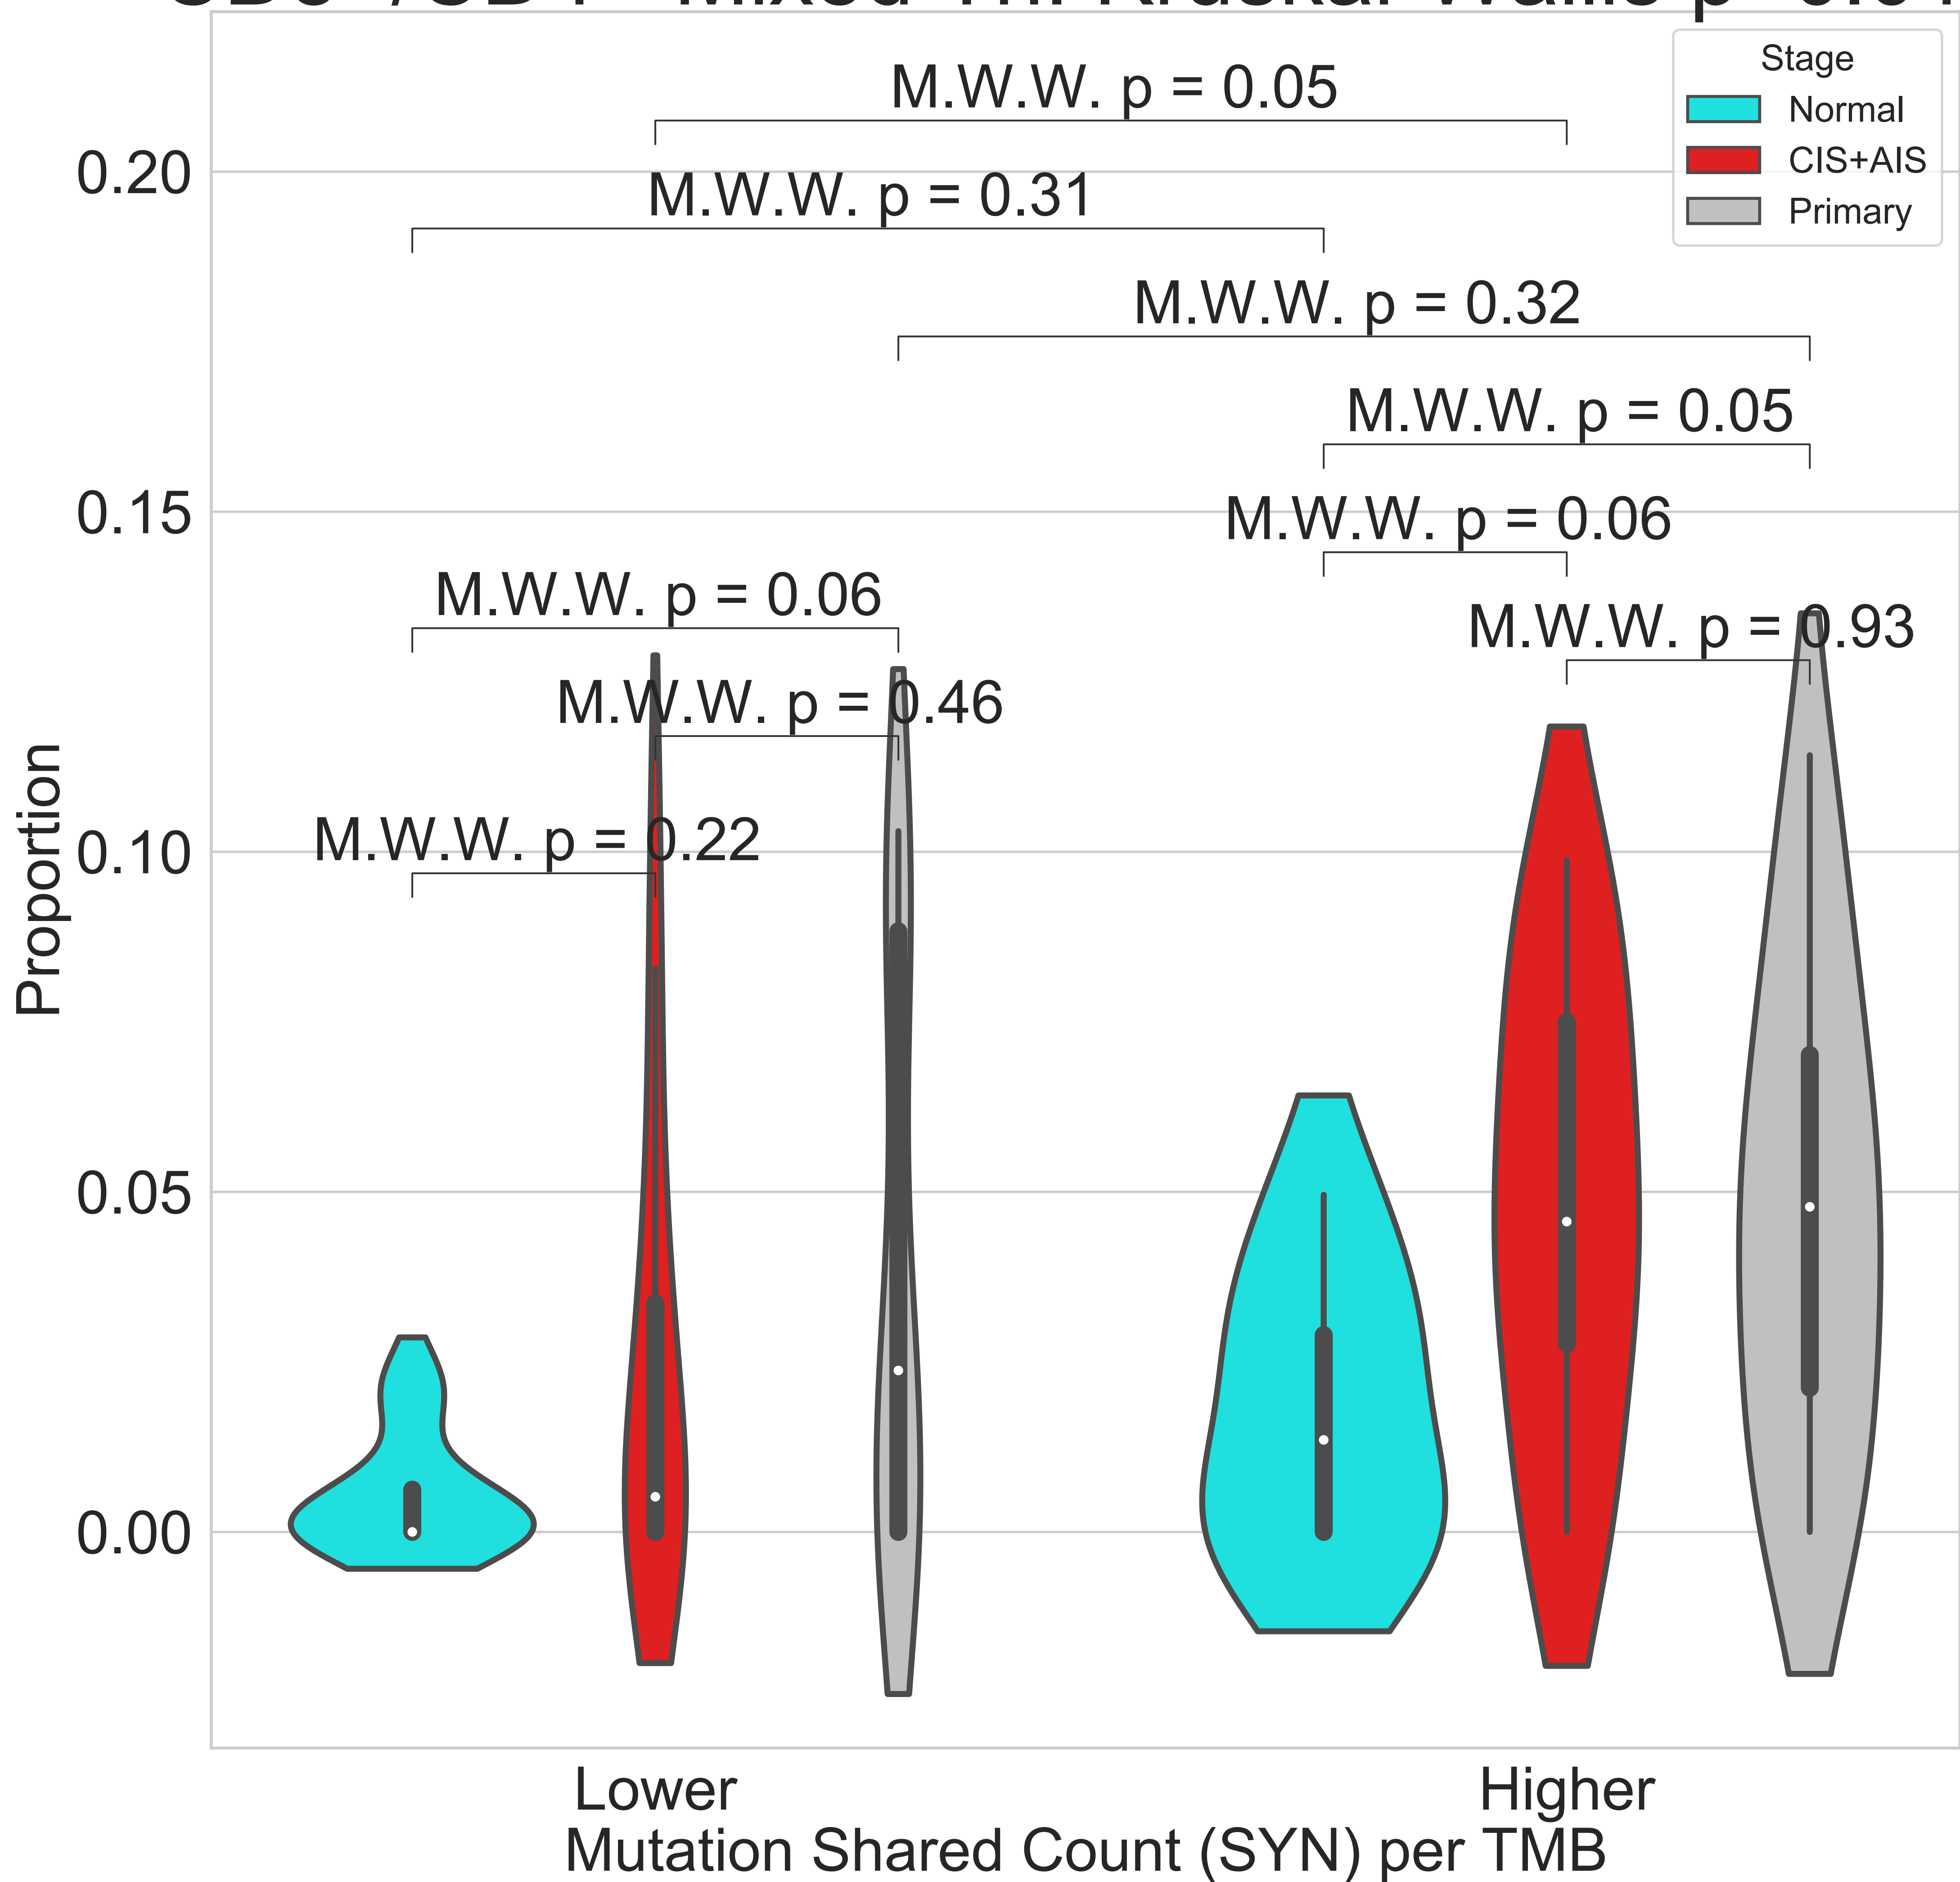 Stage
Normal
CIS+AIS
Primary
M.W.W. p = 0.05
M.W.W. p = 0.31
M.W.W. p = 0.32
M.W.W. p = 0.05
M.W.W. p = 0.06
M.W.W. p = 0.06
M.W.W. p = 0.93
M.W.W. p = 0.46
M.W.W. p = 0.22
0.20
0.15
0.10
0.05
0.00
Proportion
Lower
Higher
Mutation Shared Count (SYN) per TMB